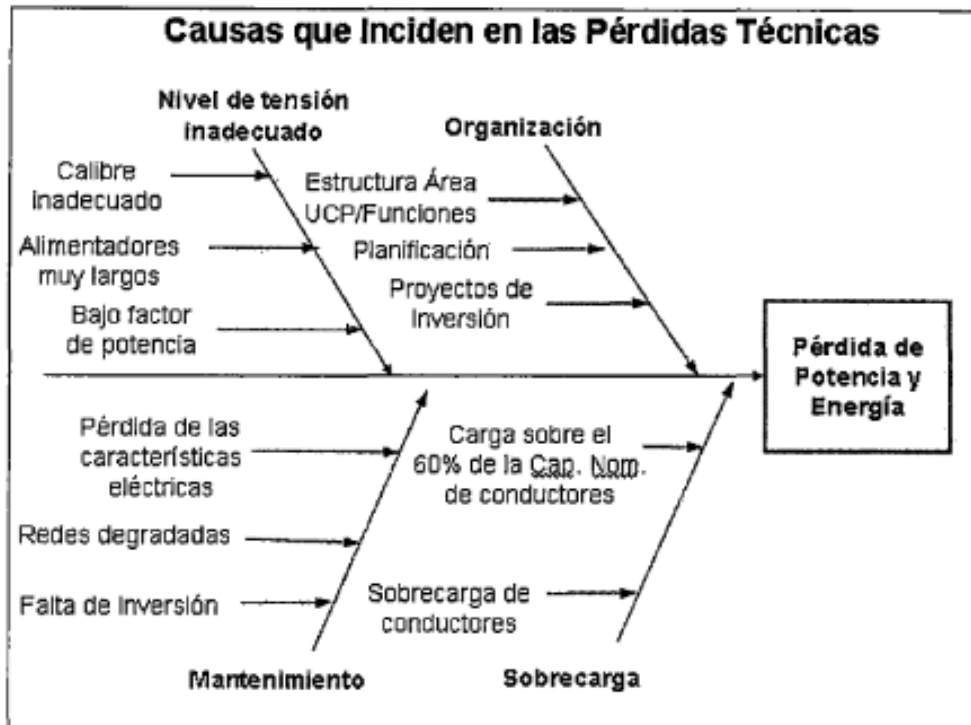 Causas que Inciden en las Pérdidas Técnicas
Nivel de tensión
inadecuado
Organización
Calibre
inadecuado
Alimentadores
muy largos
Bajo factor
de potencia
Estructura Área
UCP/Funciones
Planificación
Proyectos de
Inversión
Pérdida de
Potencia y
Energía
Pérdida de las
características
eléctricas
Redes degradadas
Falta de Inversión
Mantenimiento
Carga sobre el
60% de la Cap. Nom.
de conductores
Sobrecarga de
conductores
Sobrecarga